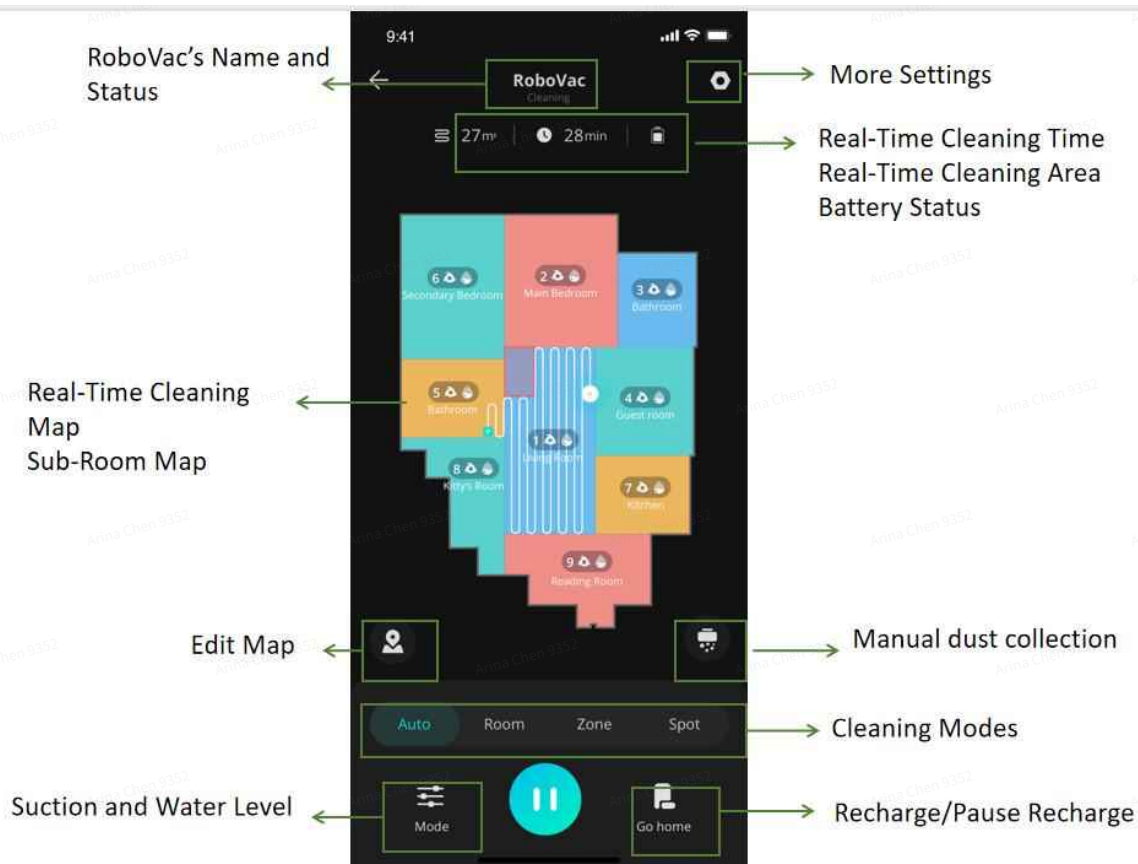 9:41
RoboVac's Name and
Status
RoboVac
Cleaning
More Settings
27m²
28min
Real-Time Cleaning Time
Real-Time Cleaning Area
Battery Status
6
Secondary Bedroom
2
Main Bedroom
3
Bathroom
5
Bathroom
4
Guest room
1
Living Room
8
Kitty's Room
7
Kitchen
9
Reading Room
Real-Time Cleaning
Map
Sub-Room Map
Edit Map
Manual dust collection
Auto
Room
Zone
Spot
Cleaning Modes
Suction and Water Level
Mode
Go home
Recharge/Pause Recharge
Arina Chen 9352